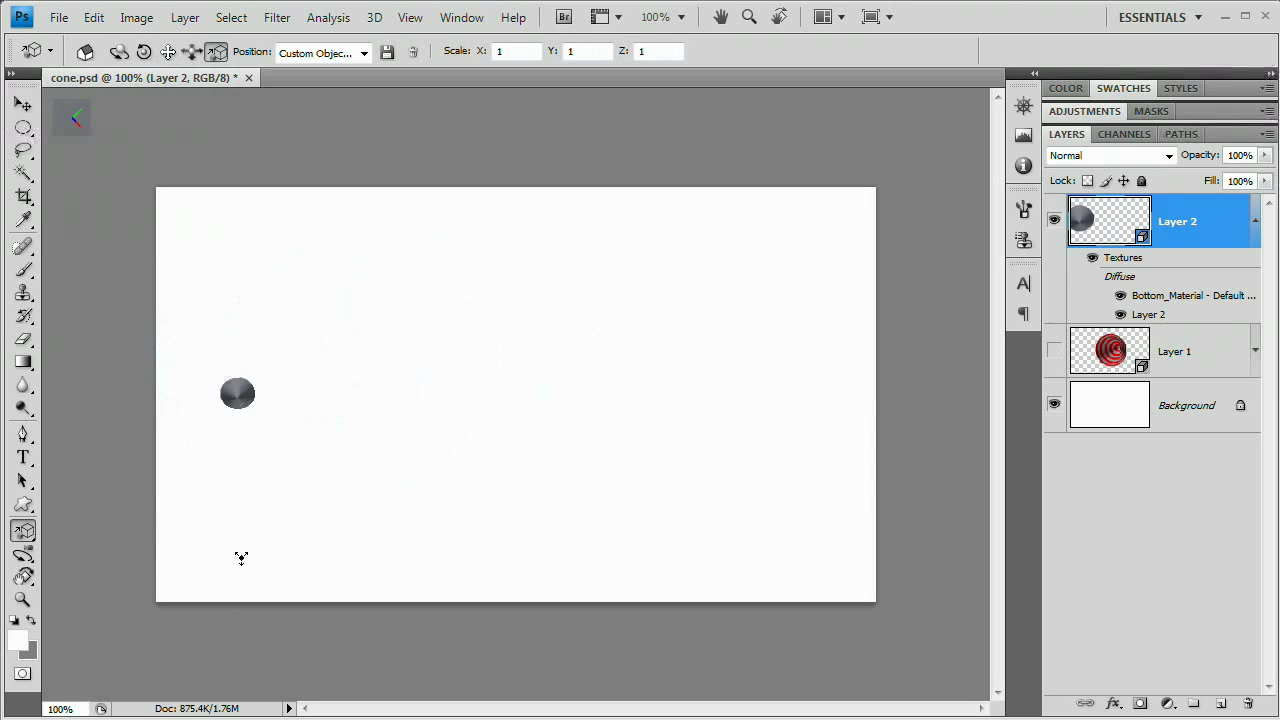 Ps File Edit Image Layer Select Filter Analysis 3D View Window Help Br 100% ESSENTIALS
Position: Custom Objec... Scale: X: 1 Y: 1 Z: 1
cone.psd @ 100% (Layer 2, RGB/8) *
COLOR SWATCHES STYLES
ADJUSTMENTS MASKS
LAYERS CHANNELS PATHS
Normal Opacity: 100%
Lock: Fill: 100%
Layer 2
Textures
Diffuse
Bottom_Material - Default ...
Layer 2
Layer 1
Background
100% Doc: 875.4K/1.76M